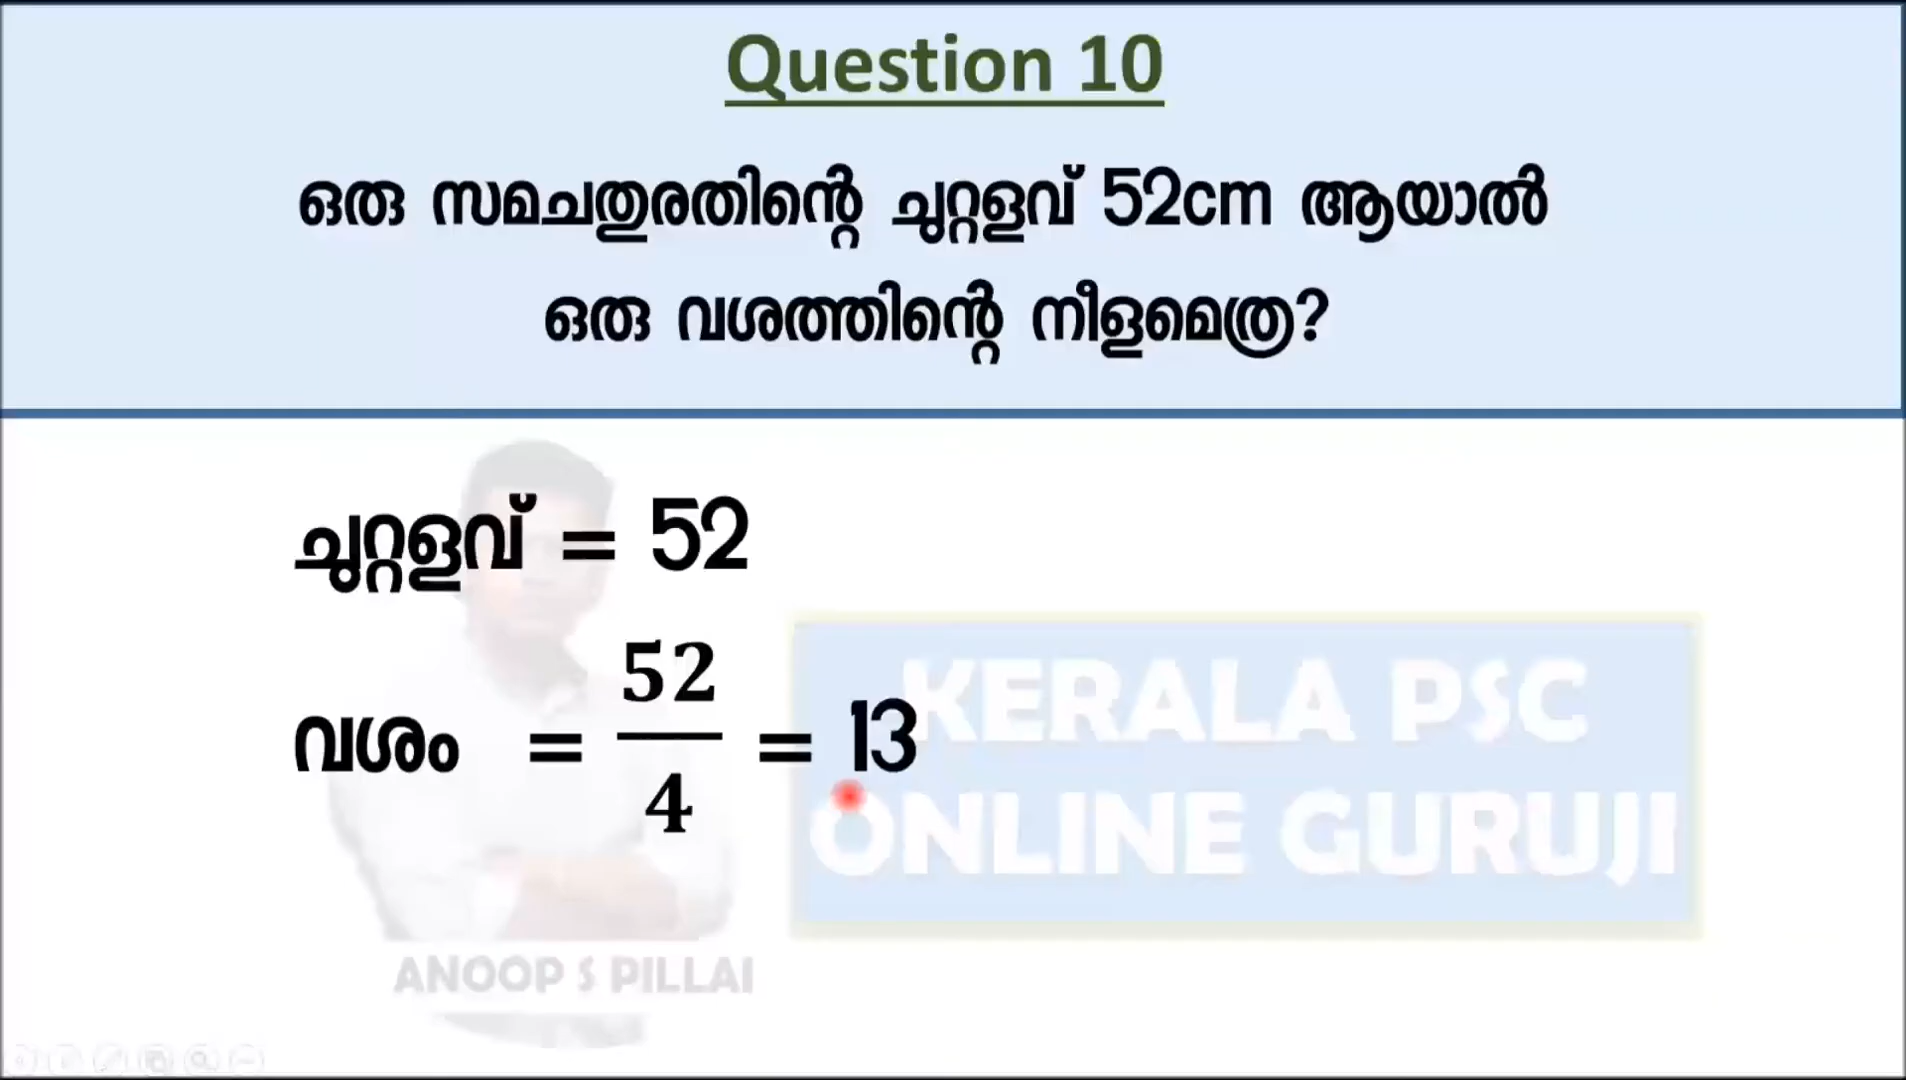 Question 10
ഒരു സമചതുരതിന്റെ ചുറ്റളവ് 52cm ആയാൽ
ഒരു വശത്തിന്റെ നീളമെത്ര?
ചുറ്റളവ് = 52
വശം = 52/4 = 13
KERALA PSC
ONLINE GURUJI
ANOOP S PILLAI